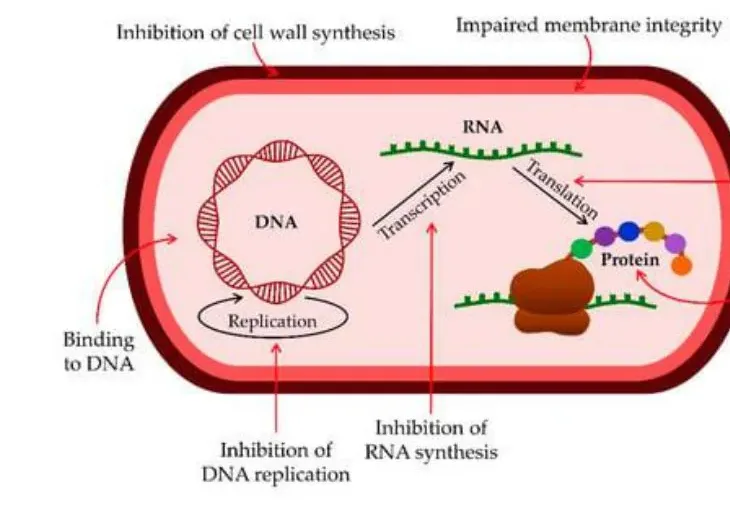 Inhibition of cell wall synthesis
Impaired membrane integrity
RNA
Transcription
Translation
DNA
Protein
Replication
Binding
to DNA
Inhibition of
DNA replication
Inhibition of
RNA synthesis